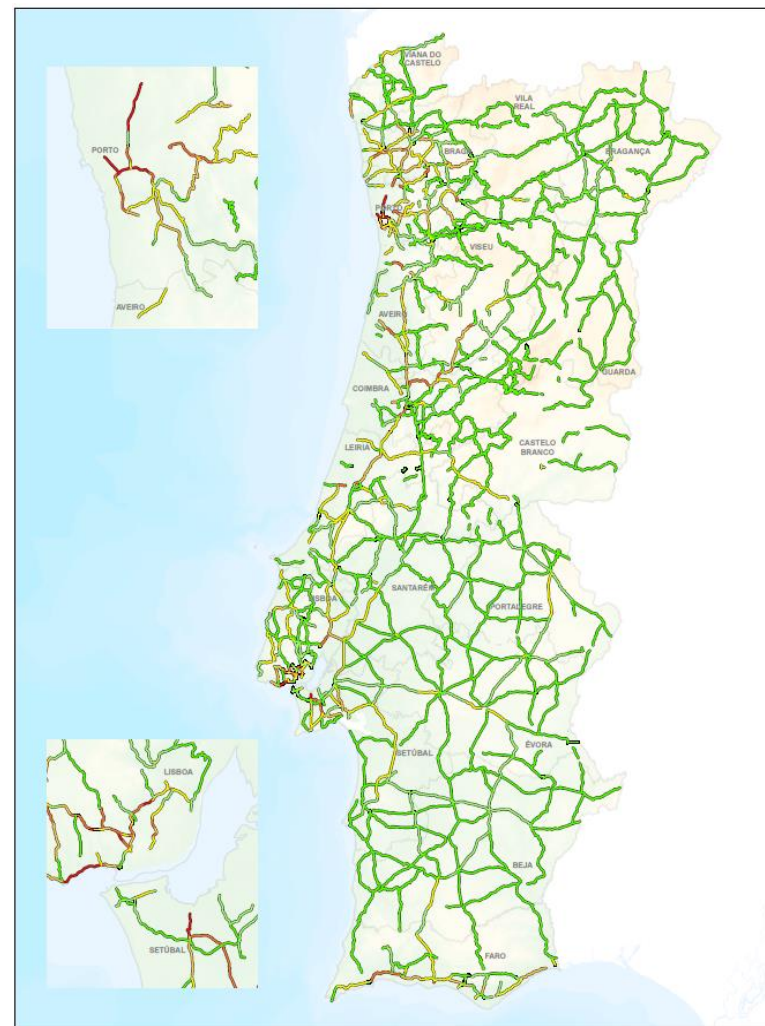 VIANA DO
CASTELO
VILA
REAL
BRAGA
BRAGANÇA
PORTO
VISEU
AVEIRO
GUARDA
COIMBRA
CASTELO
BRANCO
LEIRIA
SANTARÉM
LISBOA
PORTALEGRE
SETÚBAL
ÉVORA
BEJA
FARO
PORTO
AVEIRO
LISBOA
SETÚBAL